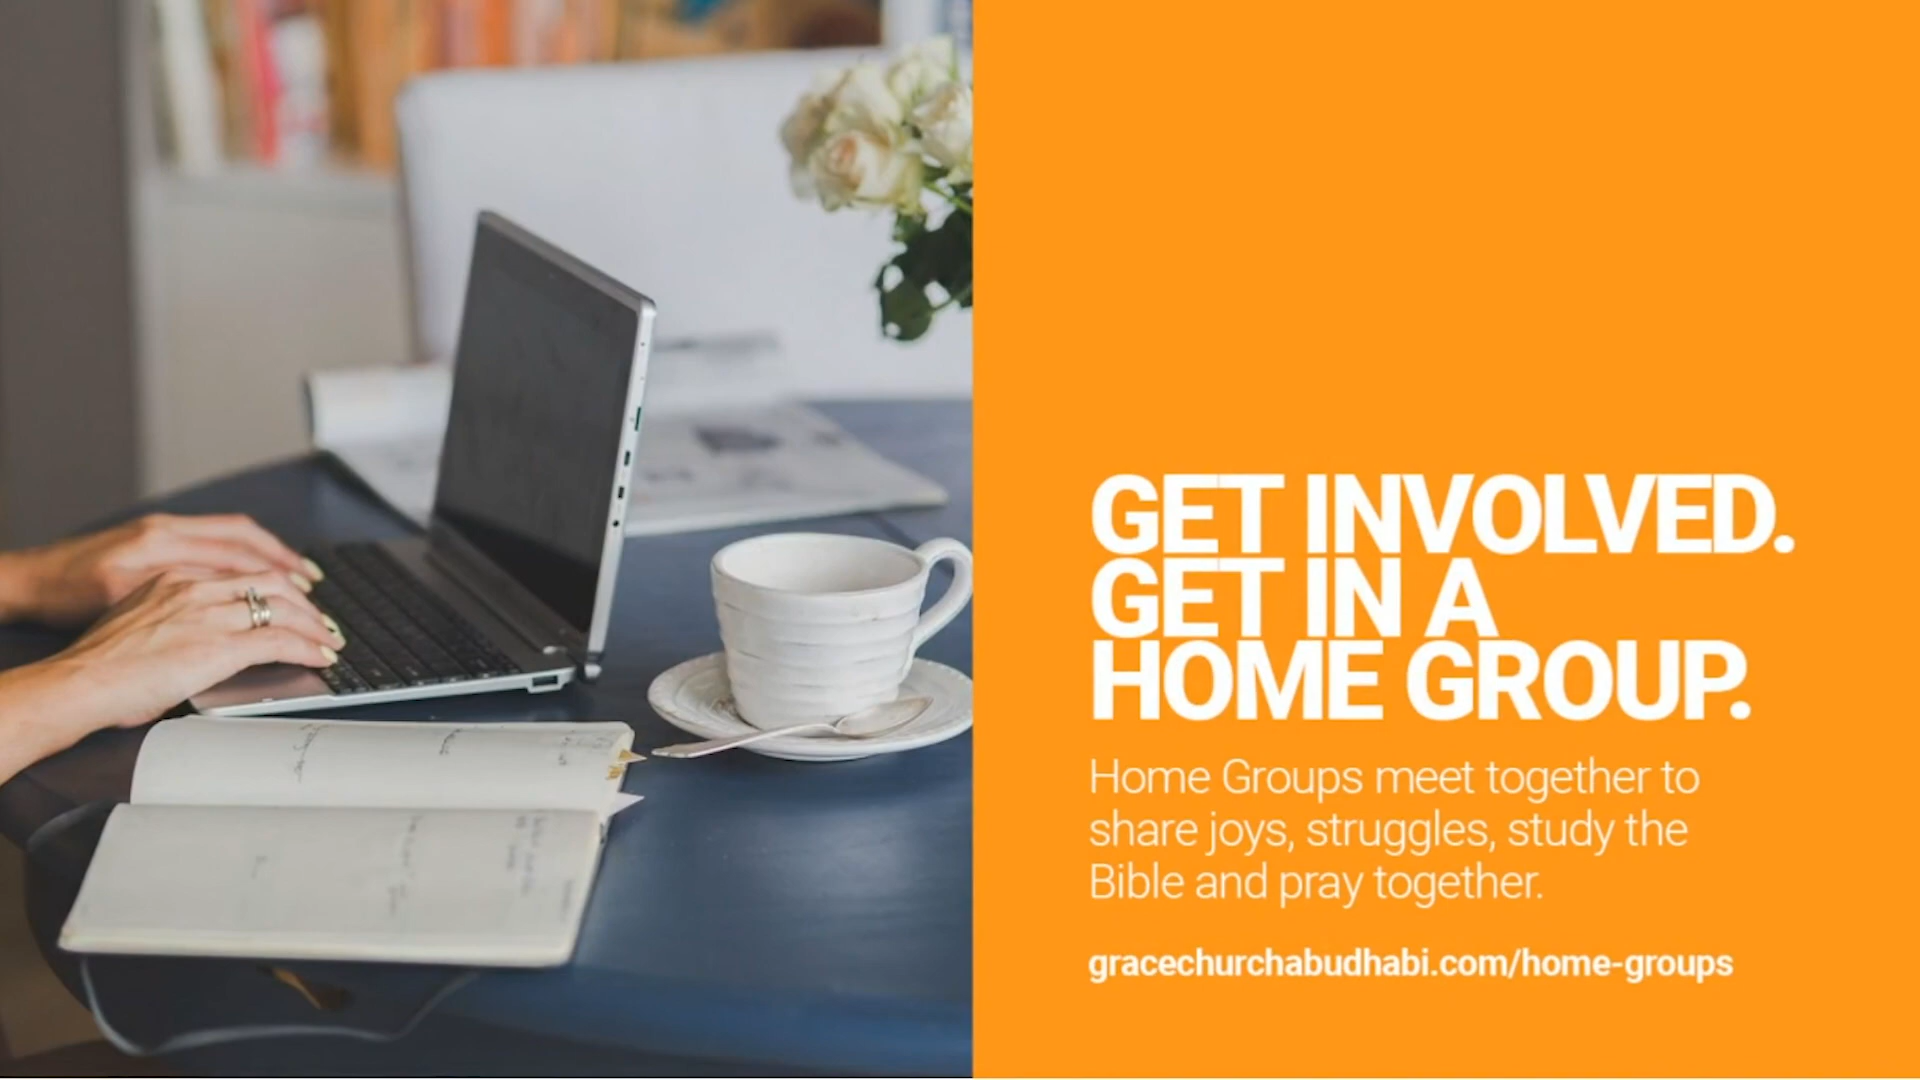 GET INVOLVED.
GET IN A
HOME GROUP.
Home Groups meet together to
share joys, struggles, study the
Bible and pray together.
gracechurchabudhabi.com/home-groups